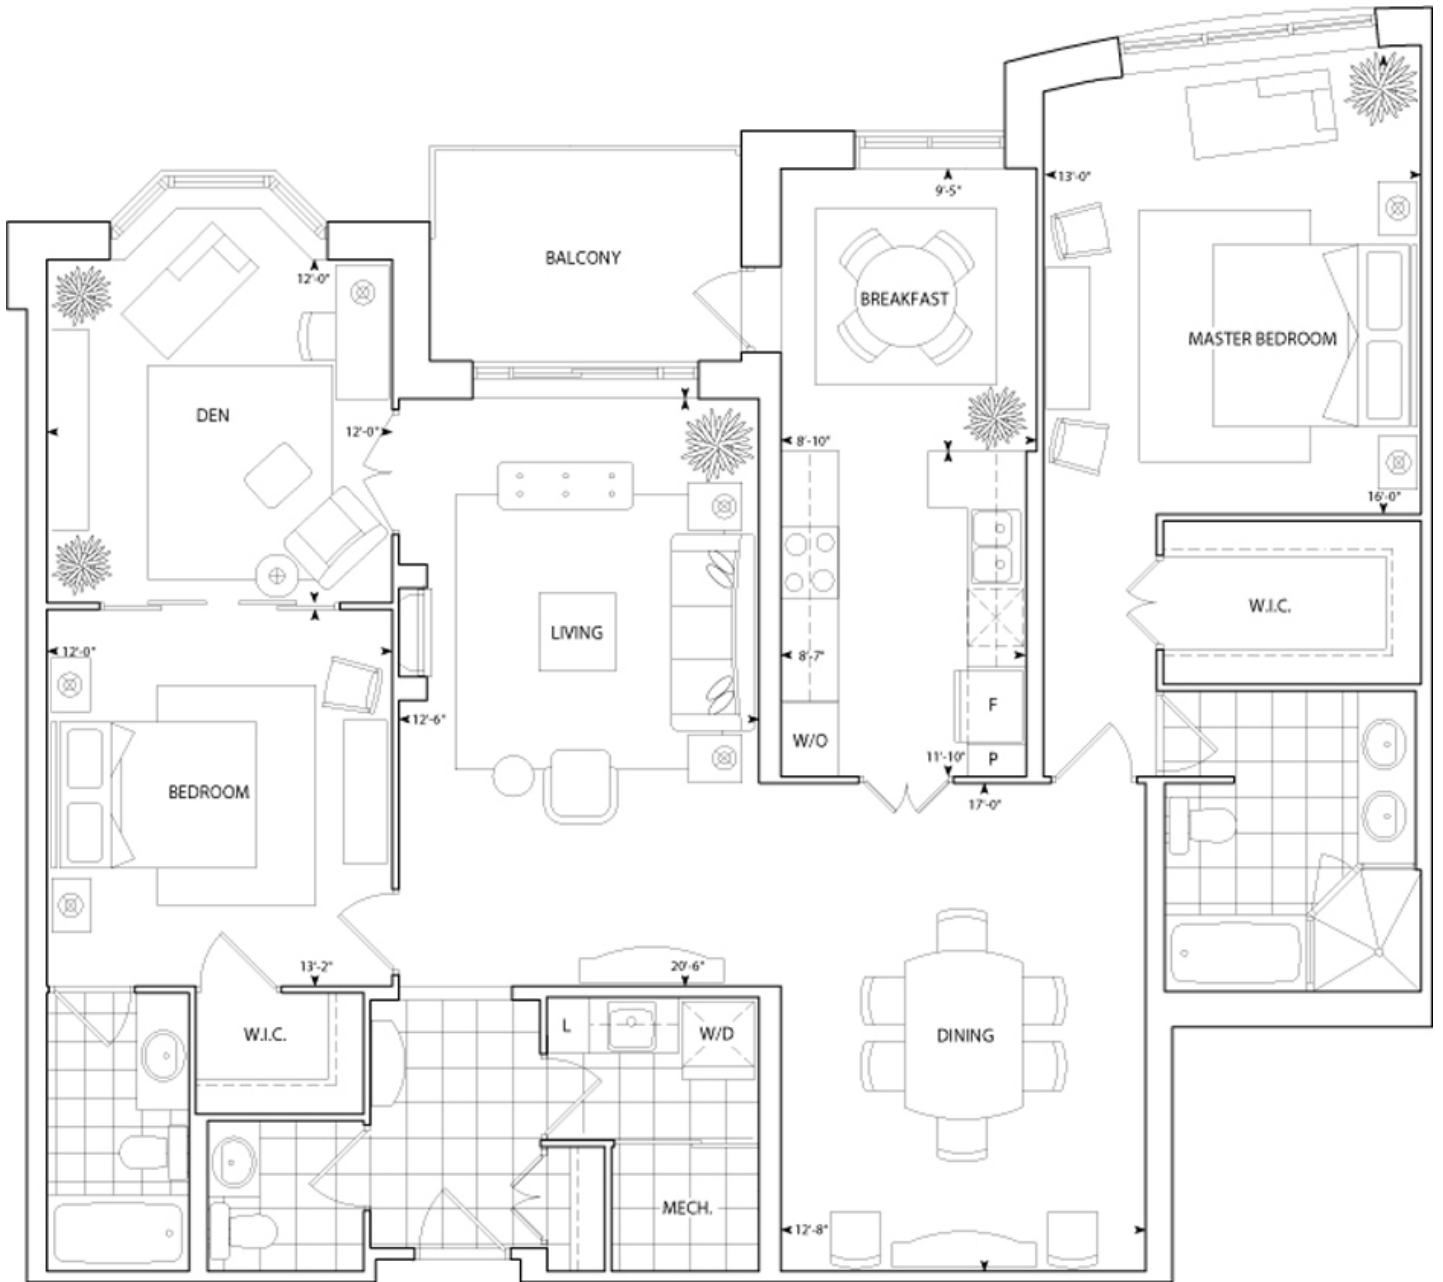 13'-0"
9'-5"
BALCONY
12'-0"
BREAKFAST
MASTER BEDROOM
DEN
12'-0"
8'-10"
16'-0"
W.I.C.
LIVING
12'-0"
8'-7"
F
12'-6"
W/O
11'-10"
P
BEDROOM
17'-0"
13'-2"
20'-6"
L
W/D
W.I.C.
DINING
MECH.
12'-8"